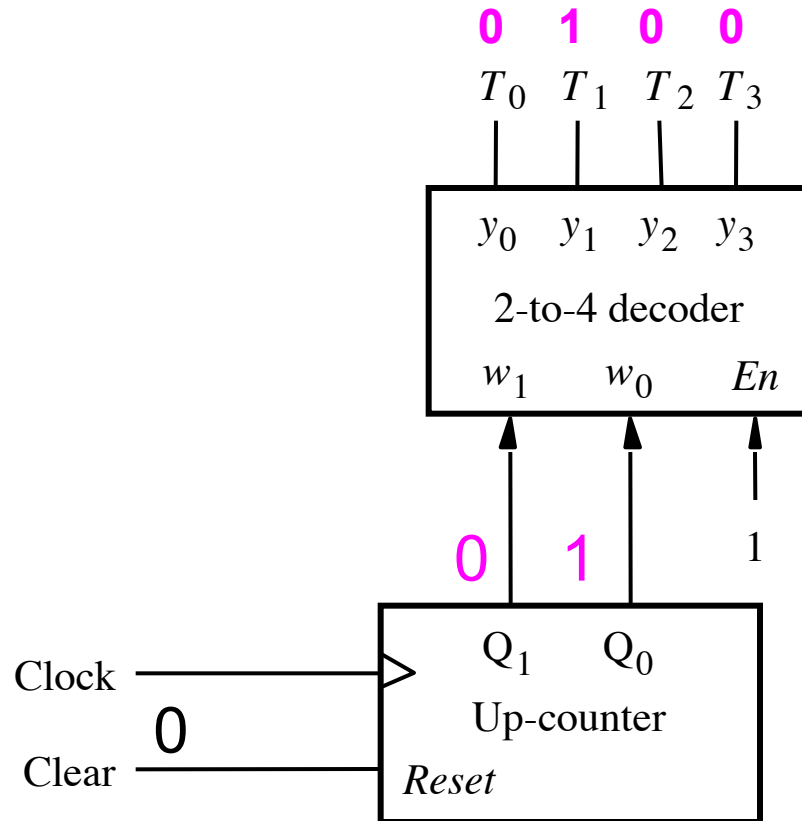 0 1 0 0
T0 T1 T2 T3
y0 y1 y2 y3
2-to-4 decoder
w1 w0 En
0 1 1
Q1 Q0
Clock
Up-counter
0
Clear
Reset